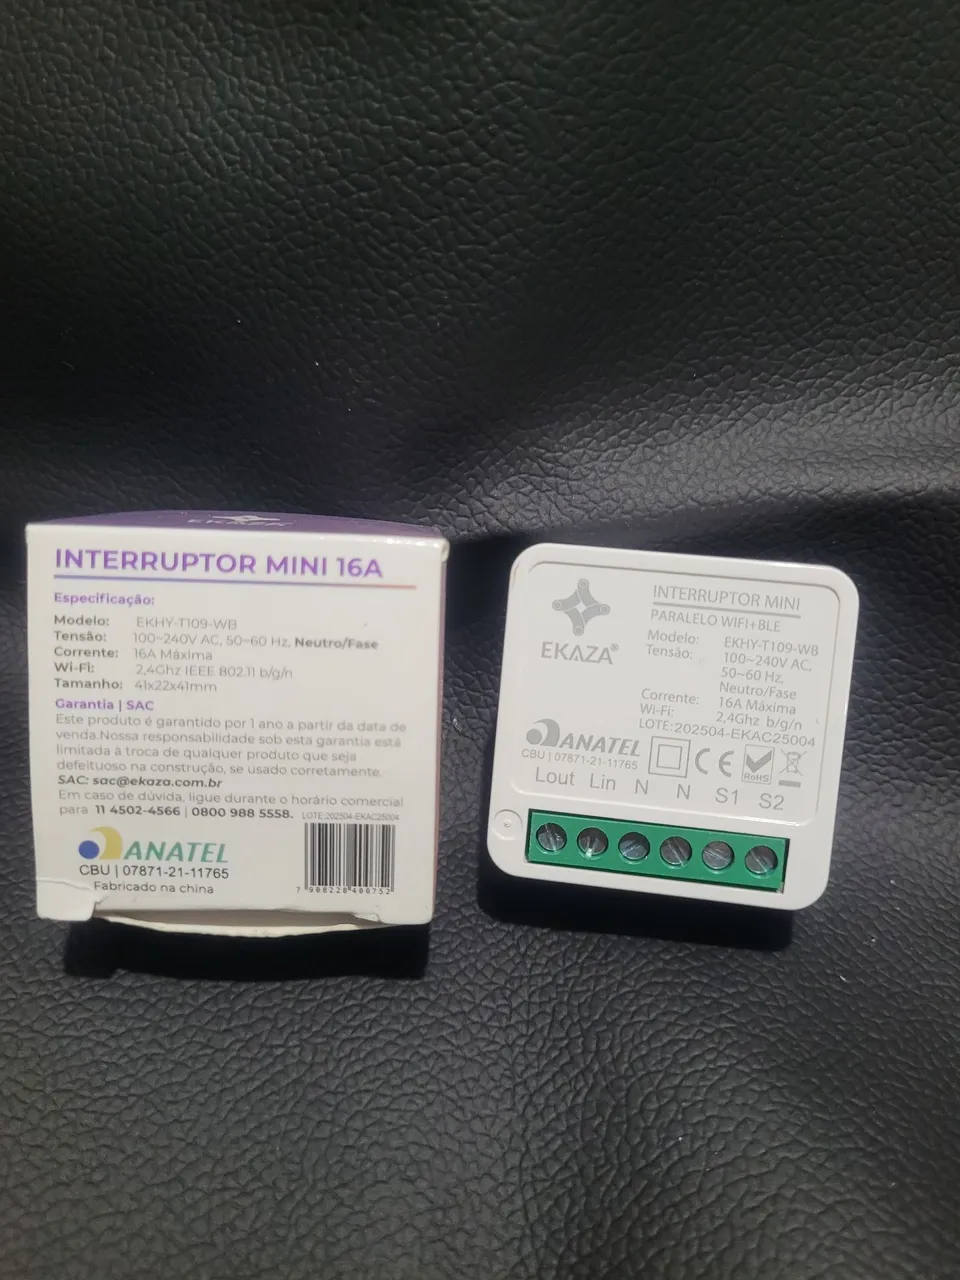 EKAZA
INTERRUPTOR MINI 16A
Especificação:
Modelo: EKHY-T109-WB
Tensão: 100~240V AC, 50~60 Hz, Neutro/Fase
Corrente: 16A Máxima
Wi-Fi: 2,4Ghz IEEE 802.11 b/g/n
Tamanho: 41x22x41mm
Garantia | SAC
Este produto é garantido por 1 ano a partir da data de
venda.Nossa responsabilidade sob esta garantia está
limitada à troca de qualquer produto que seja
defeituoso na construção, se usado corretamente.
SAC: sac@ekaza.com.br
Em caso de dúvida, ligue durante o horário comercial
para 11 4502-4566 | 0800 988 5558.
LOTE:202504-EKAC25004
ANATEL
CBU | 07871-21-11765
Fabricado na china
7 908220 400752
EKAZA®
INTERRUPTOR MINI
PARALELO WIFI+BLE
Modelo: EKHY-T109-WB
Tensão: 100~240V AC,
50~60 Hz,
Neutro/Fase
Corrente: 16A Máxima
Wi-Fi: 2,4Ghz b/g/n
LOTE:202504-EKAC25004
ANATEL
CBU | 07871-21-11765
CE
RoHS
Lout Lin N N S1 S2